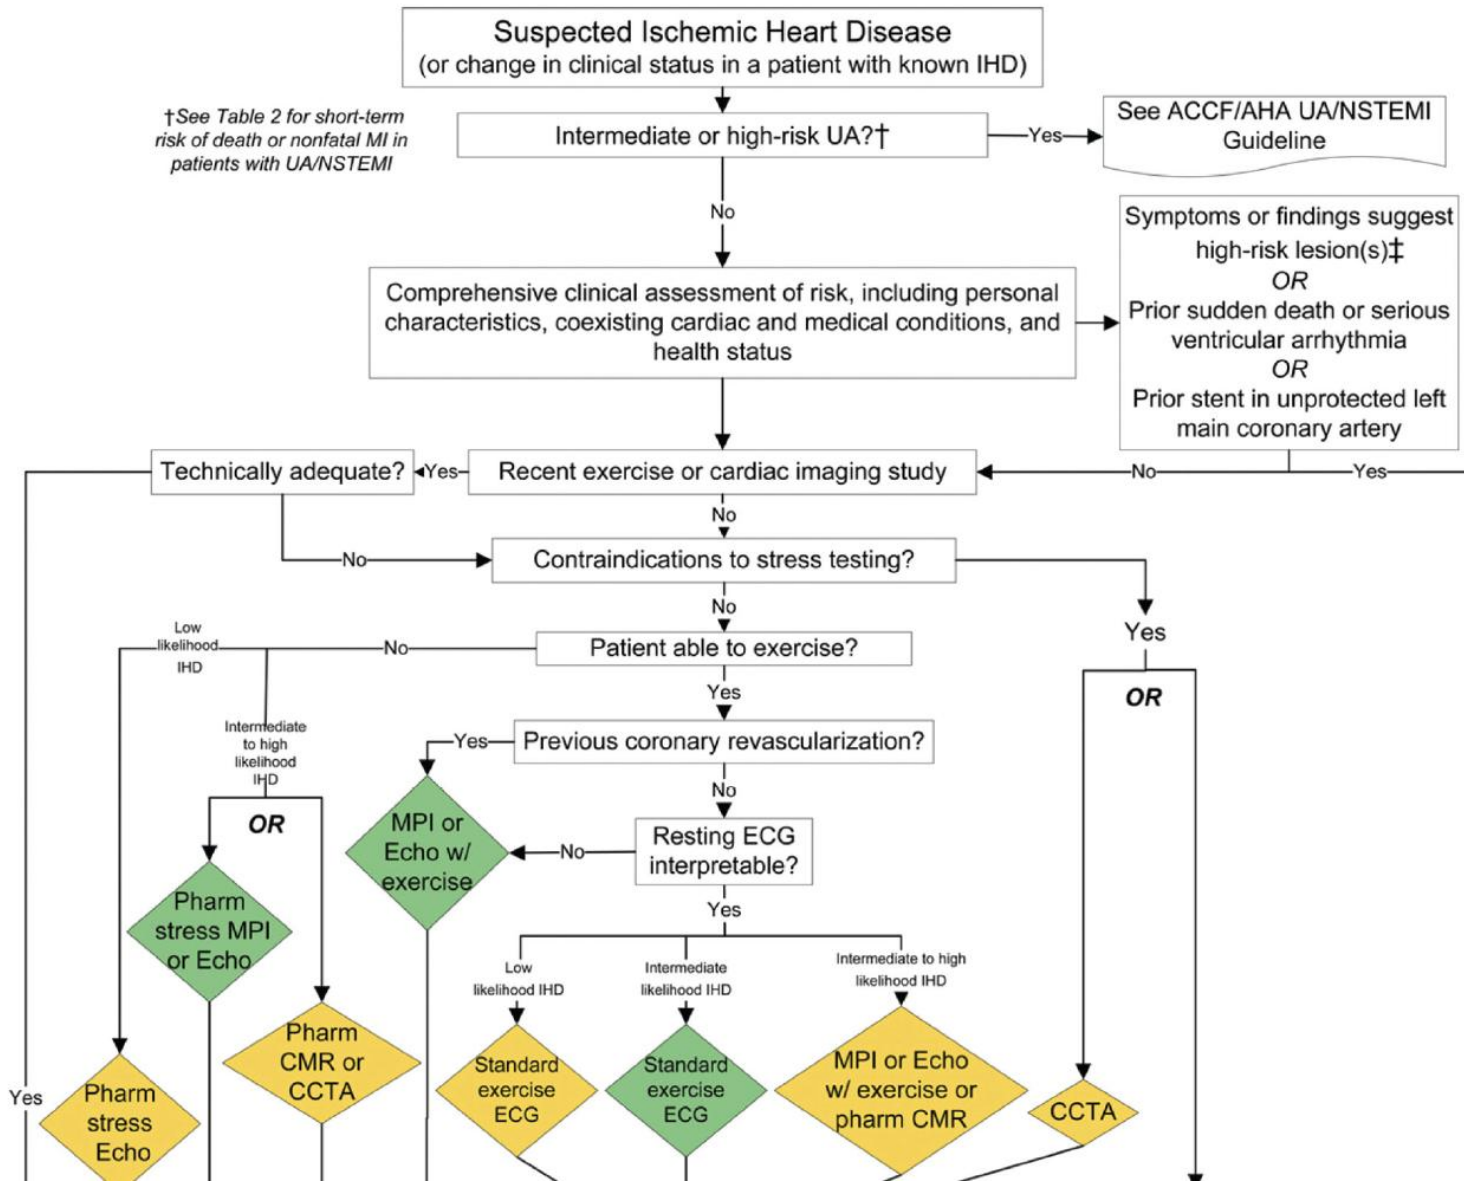 Suspected Ischemic Heart Disease
(or change in clinical status in a patient with known IHD)
†See Table 2 for short-term
risk of death or nonfatal MI in
patients with UA/NSTEMI
Intermediate or high-risk UA?†
Yes
See ACCF/AHA UA/NSTEMI
Guideline
No
Symptoms or findings suggest
high-risk lesion(s)‡
OR
Prior sudden death or serious
ventricular arrhythmia
OR
Prior stent in unprotected left
main coronary artery
Comprehensive clinical assessment of risk, including personal
characteristics, coexisting cardiac and medical conditions, and
health status
Technically adequate?
Yes
Recent exercise or cardiac imaging study
No
Yes
No
No
Contraindications to stress testing?
No
Yes
Low
likelihood
IHD
No
Patient able to exercise?
OR
Yes
Intermediate
to high
likelihood
IHD
Yes
Previous coronary revascularization?
No
OR
MPI or
Echo w/
exercise
No
Resting ECG
interpretable?
Yes
Pharm
stress MPI
or Echo
Low
likelihood IHD
Intermediate
likelihood IHD
Intermediate to high
likelihood IHD
Pharm
CMR or
CCTA
Standard
exercise
ECG
Standard
exercise
ECG
MPI or Echo
w/ exercise or
pharm CMR
CCTA
Yes
Pharm
stress
Echo